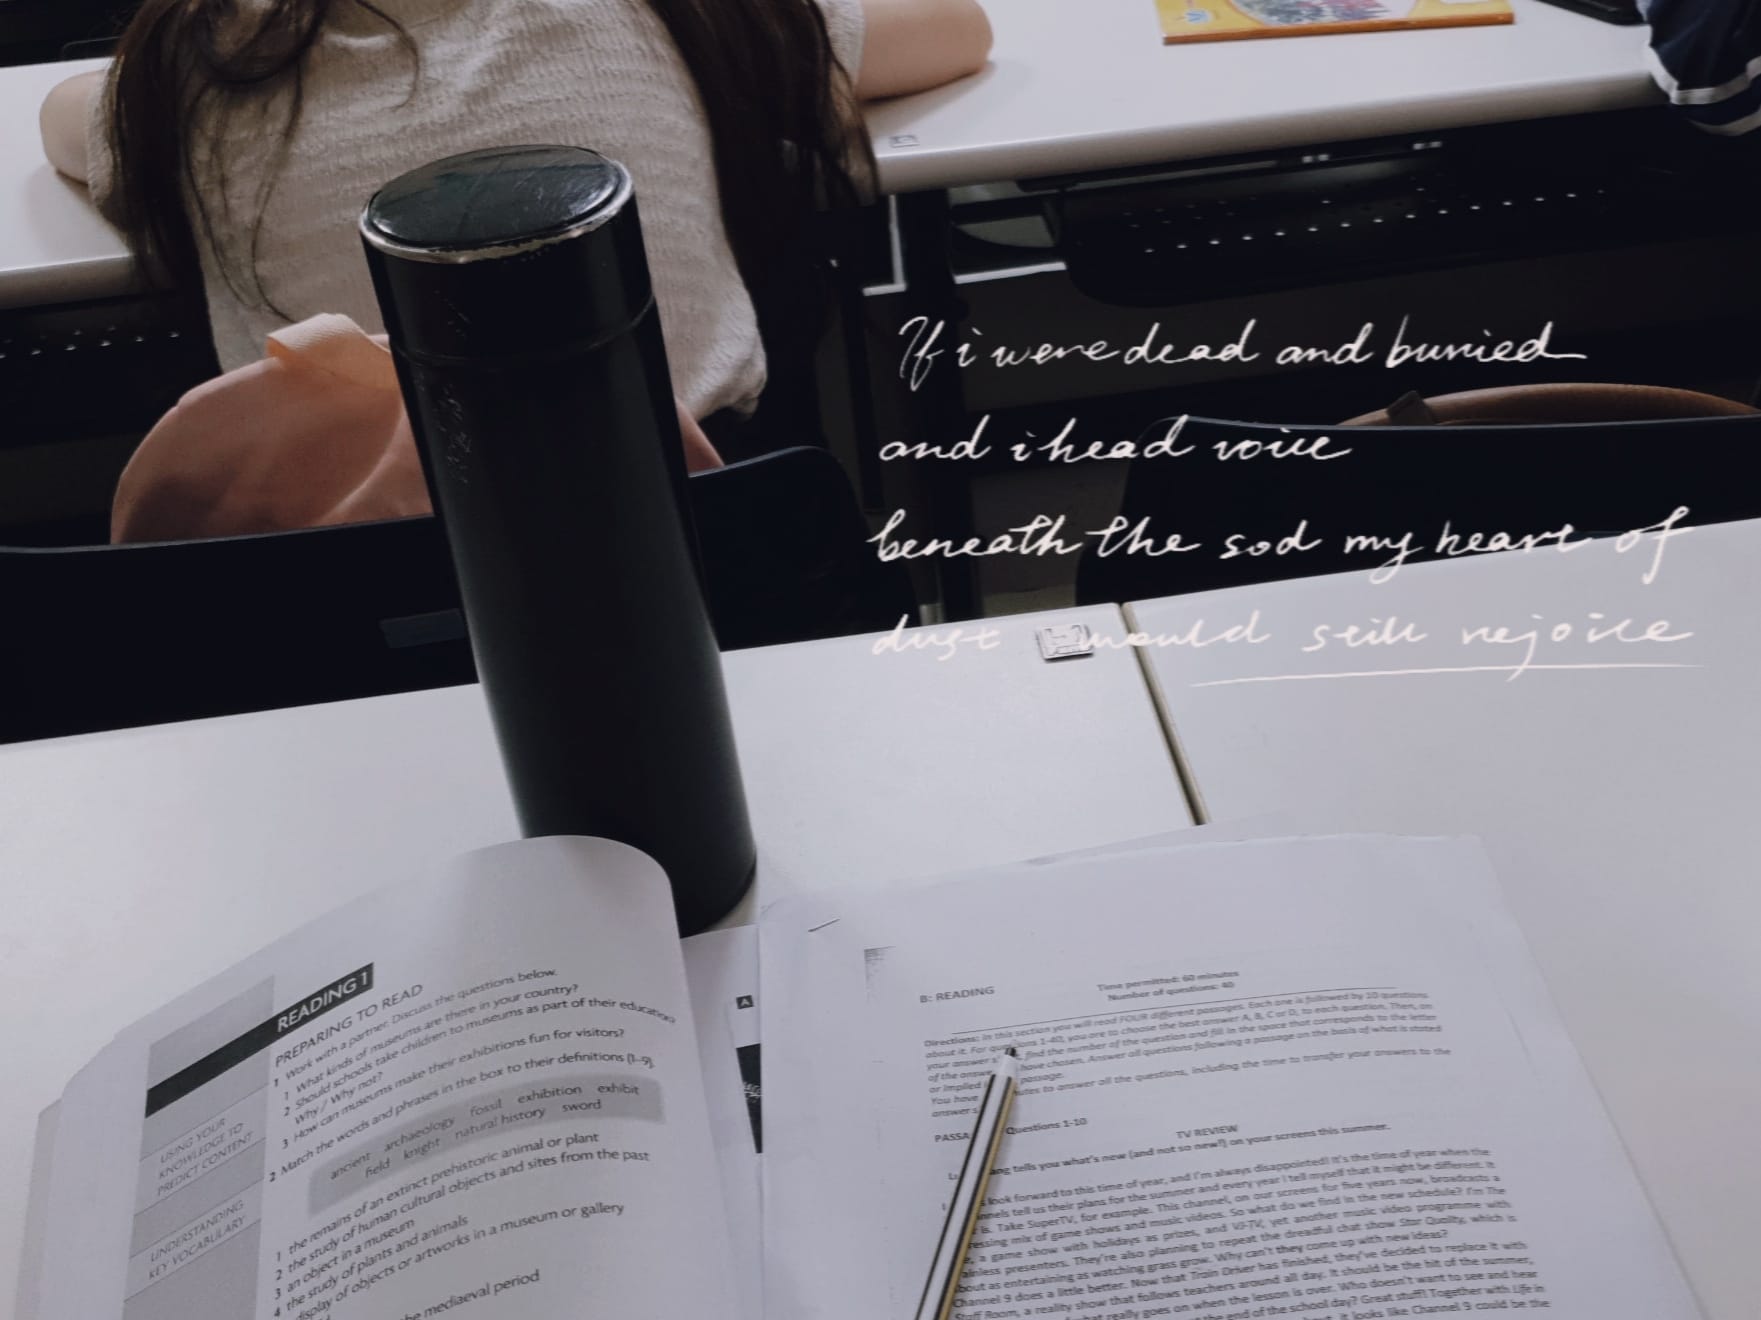 If i were dead and buried
and i head voice
beneath the sod my heart of
dust would still rejoice
READING 1
PREPARING TO READ
1 Work with a partner. Discuss the questions below.
1 What kinds of museums are there in your country?
2 Should schools take children to museums as part of their education?
Why / Why not?
3 How can museums make their exhibitions fun for visitors?
2 Match the words and phrases in the box to their definitions (1–9).
ancient archaeology fossil exhibition exhibit
field knight natural history sword
1 the remains of an extinct prehistoric animal or plant
2 the study of human cultural objects and sites from the past
3 an object in a museum
4 the study of plants and animals
display of objects or artworks in a museum or gallery
the mediaeval period
USING YOUR
KNOWLEDGE TO
PREDICT CONTENT
UNDERSTANDING
KEY VOCABULARY
A
B: READING
Time permitted: 60 minutes
Number of questions: 40
Directions: In this section you will read FOUR different passages. Each one is followed by 10 questions
about it. For questions 1-40, you are to choose the best answer A, B, C or D, to each question. Then, on
your answer find the number of the question and fill in the space that corresponds to the letter
of the answer have chosen. Answer all questions following a passage on the basis of what is stated
or implied passage.
You have minutes to answer all the questions, including the time to transfer your answers to the
answer
PASSA Questions 1-10
TV REVIEW
ang tells you what's new (and not so new!) on your screens this summer.
look forward to this time of year, and I'm always disappointed! It's the time of year when the
nnels tell us their plans for the summer and every year I tell myself that it might be different. It
is. Take SuperTV, for example. This channel, on our screens for five years now, broadcasts a
ressing mix of game shows and music videos. So what do we find in the new schedule? I'm The
, a game show with holidays as prizes, and VJ-TV, yet another music video programme with
ainless presenters. They're also planning to repeat the dreadful chat show Star Quality, which is
bout as entertaining as watching grass grow. Why can't they come up with new ideas?
Channel 9 does a little better. Now that Train Driver has finished, they've decided to replace it with
Staff Room, a reality show that follows teachers around all day. It should be the hit of the summer,
what really goes on when the lesson is over. Who doesn't want to see and hear
at the end of the school day? Great stuff! Together with Life in
it looks like Channel 9 could be the